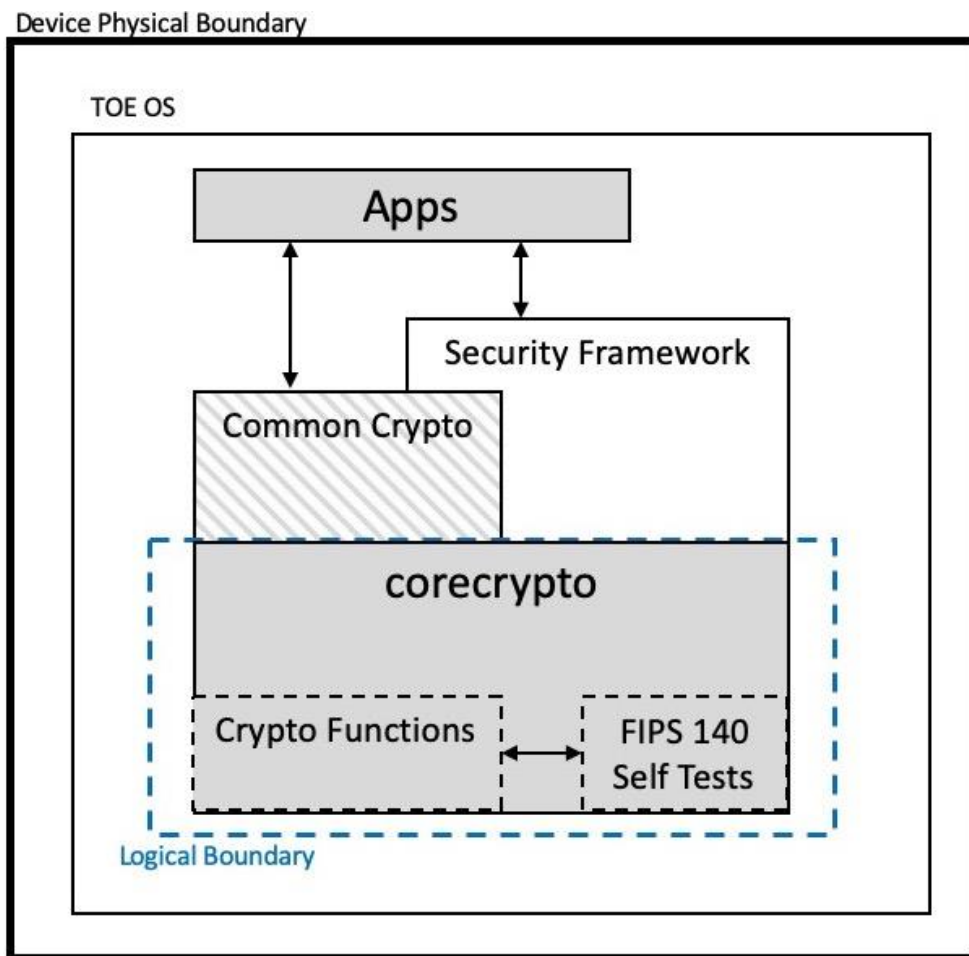 Device Physical Boundary
TOE OS
Apps
Security Framework
Common Crypto
corecrypto
Crypto Functions
FIPS 140
Self Tests
Logical Boundary